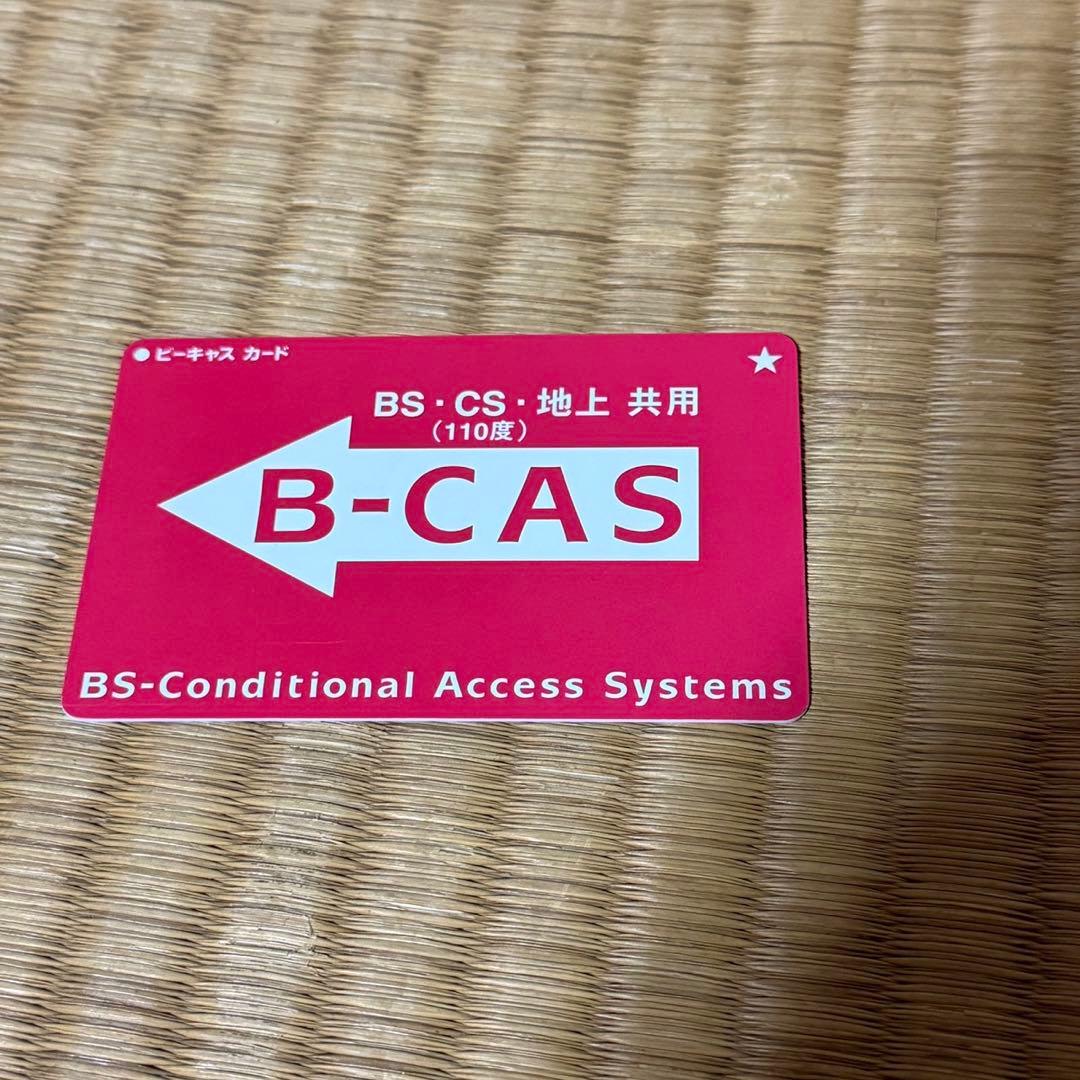 ●ビーキャス カード
★
BS・CS・地上 共用
(110度)
B-CAS
BS-Conditional Access Systems